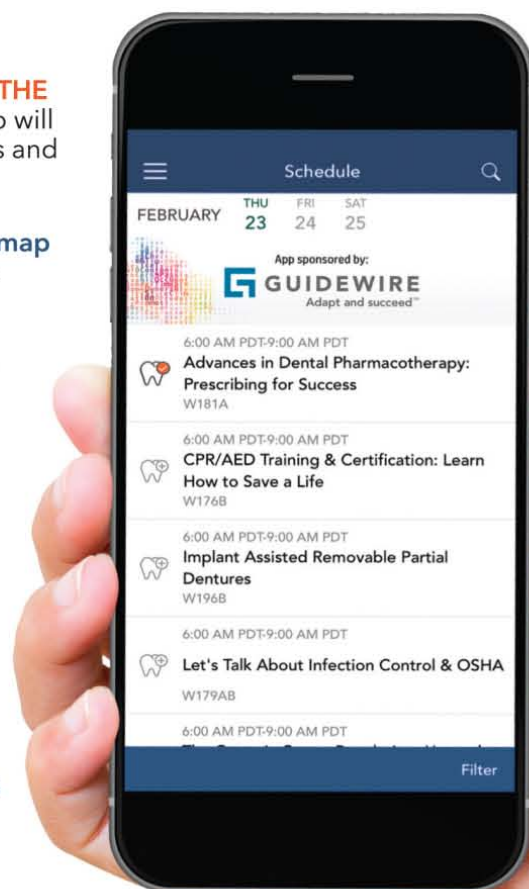 THE
will
s and
map
Schedule
FEBRUARY
THU FRI SAT
23 24 25
App sponsored by:
GUIDEWIRE
Adapt and succeed™
6:00 AM PDT-9:00 AM PDT
Advances in Dental Pharmacotherapy:
Prescribing for Success
W181A
6:00 AM PDT-9:00 AM PDT
CPR/AED Training & Certification: Learn
How to Save a Life
W176B
6:00 AM PDT-9:00 AM PDT
Implant Assisted Removable Partial
Dentures
W196B
6:00 AM PDT-9:00 AM PDT
Let's Talk About Infection Control & OSHA
W179AB
6:00 AM PDT-9:00 AM PDT
Filter